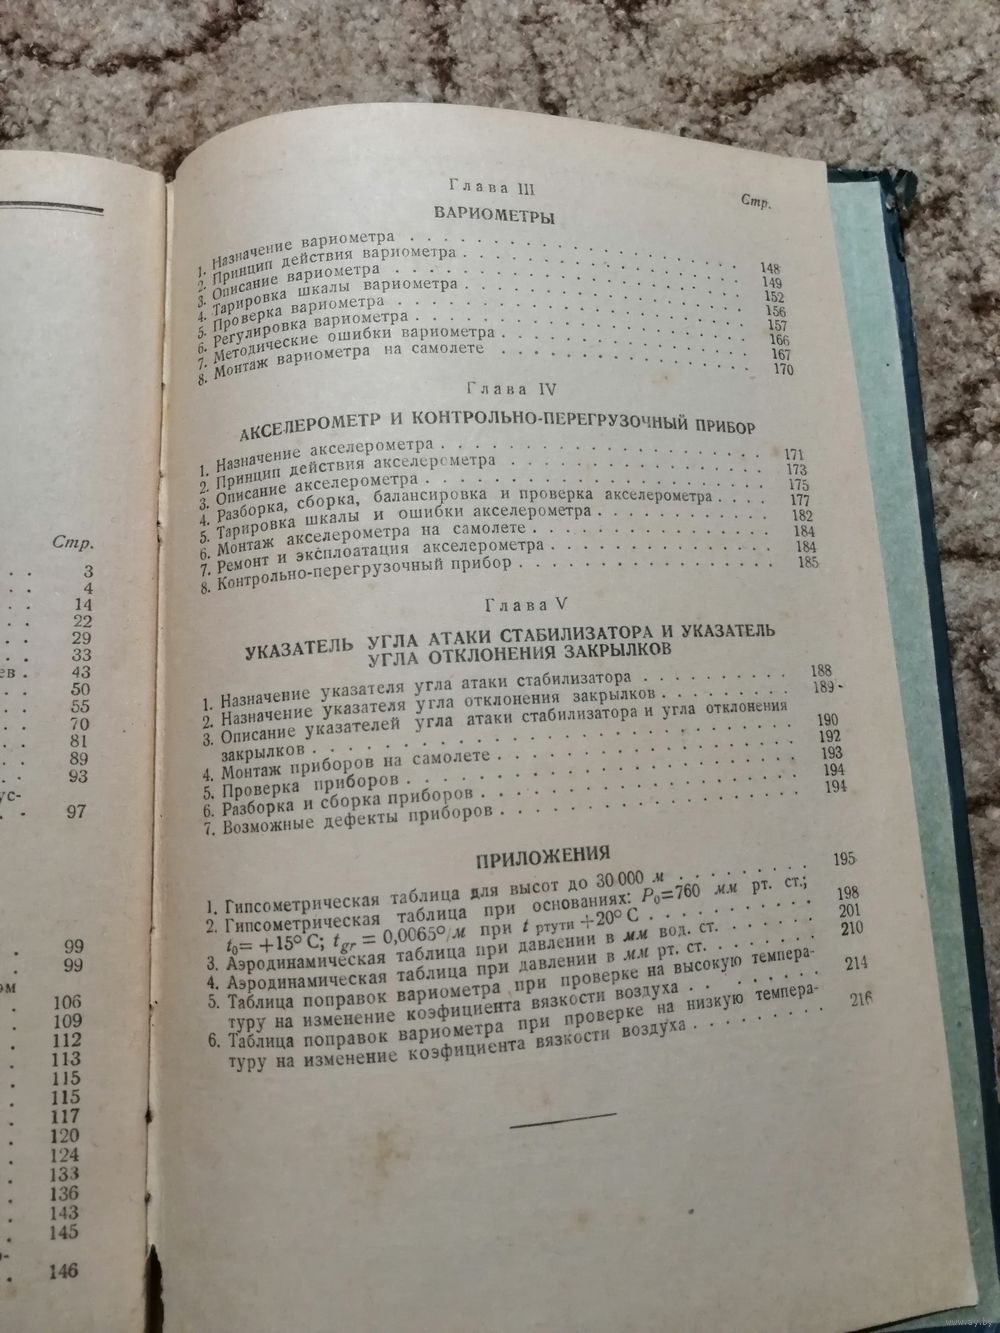 Стр.
3
4
14
22
29
33
ев . 43
50
55
70
81
89
93
ус-
97
99
99
ом
106
109
112
113
115
115
117
120
124
133
136
143
145
146
Глава III
Стр.
ВАРИОМЕТРЫ
1. Назначение вариометра . . . 148
2. Принцип действия вариометра . . . 149
3. Описание вариометра . . . 152
4. Тарировка шкалы вариометра . . . 156
5. Проверка вариометра . . . 157
6. Регулировка вариометра . . . 166
7. Методические ошибки вариометра . . . 167
8. Монтаж вариометра на самолете . . . 170
Глава IV
АКСЕЛЕРОМЕТР И КОНТРОЛЬНО-ПЕРЕГРУЗОЧНЫЙ ПРИБОР
1. Назначение акселерометра . . . 171
2. Принцип действия акселерометра . . . 173
3. Описание акселерометра . . . 175
4. Разборка, сборка, балансировка и проверка акселерометра . . . . 177
5. Тарировка шкалы и ошибки акселерометра . . . 182
6. Монтаж акселерометра на самолете . . . 184
7. Ремонт и эксплоатация акселерометра . . . 184
8. Контрольно-перегрузочный прибор . . . 185
Глава V
УКАЗАТЕЛЬ УГЛА АТАКИ СТАБИЛИЗАТОРА И УКАЗАТЕЛЬ
УГЛА ОТКЛОНЕНИЯ ЗАКРЫЛКОВ
1. Назначение указателя угла атаки стабилизатора . . . 188
2. Назначение указателя угла отклонения закрылков . . . 189
3. Описание указателей угла атаки стабилизатора и угла отклонения
закрылков . . . 190
4. Монтаж приборов на самолете . . . 192
5. Проверка приборов . . . 193
6. Разборка и сборка приборов . . . 194
7. Возможные дефекты приборов . . . 194
ПРИЛОЖЕНИЯ
1. Гипсометрическая таблица для высот до 30 000 м . . . 195
2. Гипсометрическая таблица при основаниях: P₀=760 мм рт. ст.;
t₀= +15° C; tgr = 0,0065°/м при t ртути +20° C . . . 198
3. Аэродинамическая таблица при давлении в мм вод. ст. . . . 201
4. Аэродинамическая таблица при давлении в мм рт. ст. . . . 210
5. Таблица поправок вариометра при проверке на высокую темпера-
туру на изменение коэфициента вязкости воздуха . . . 214
6. Таблица поправок вариометра при проверке на низкую темпера-
туру на изменение коэфициента вязкости воздуха . . . 216
www.ay.by